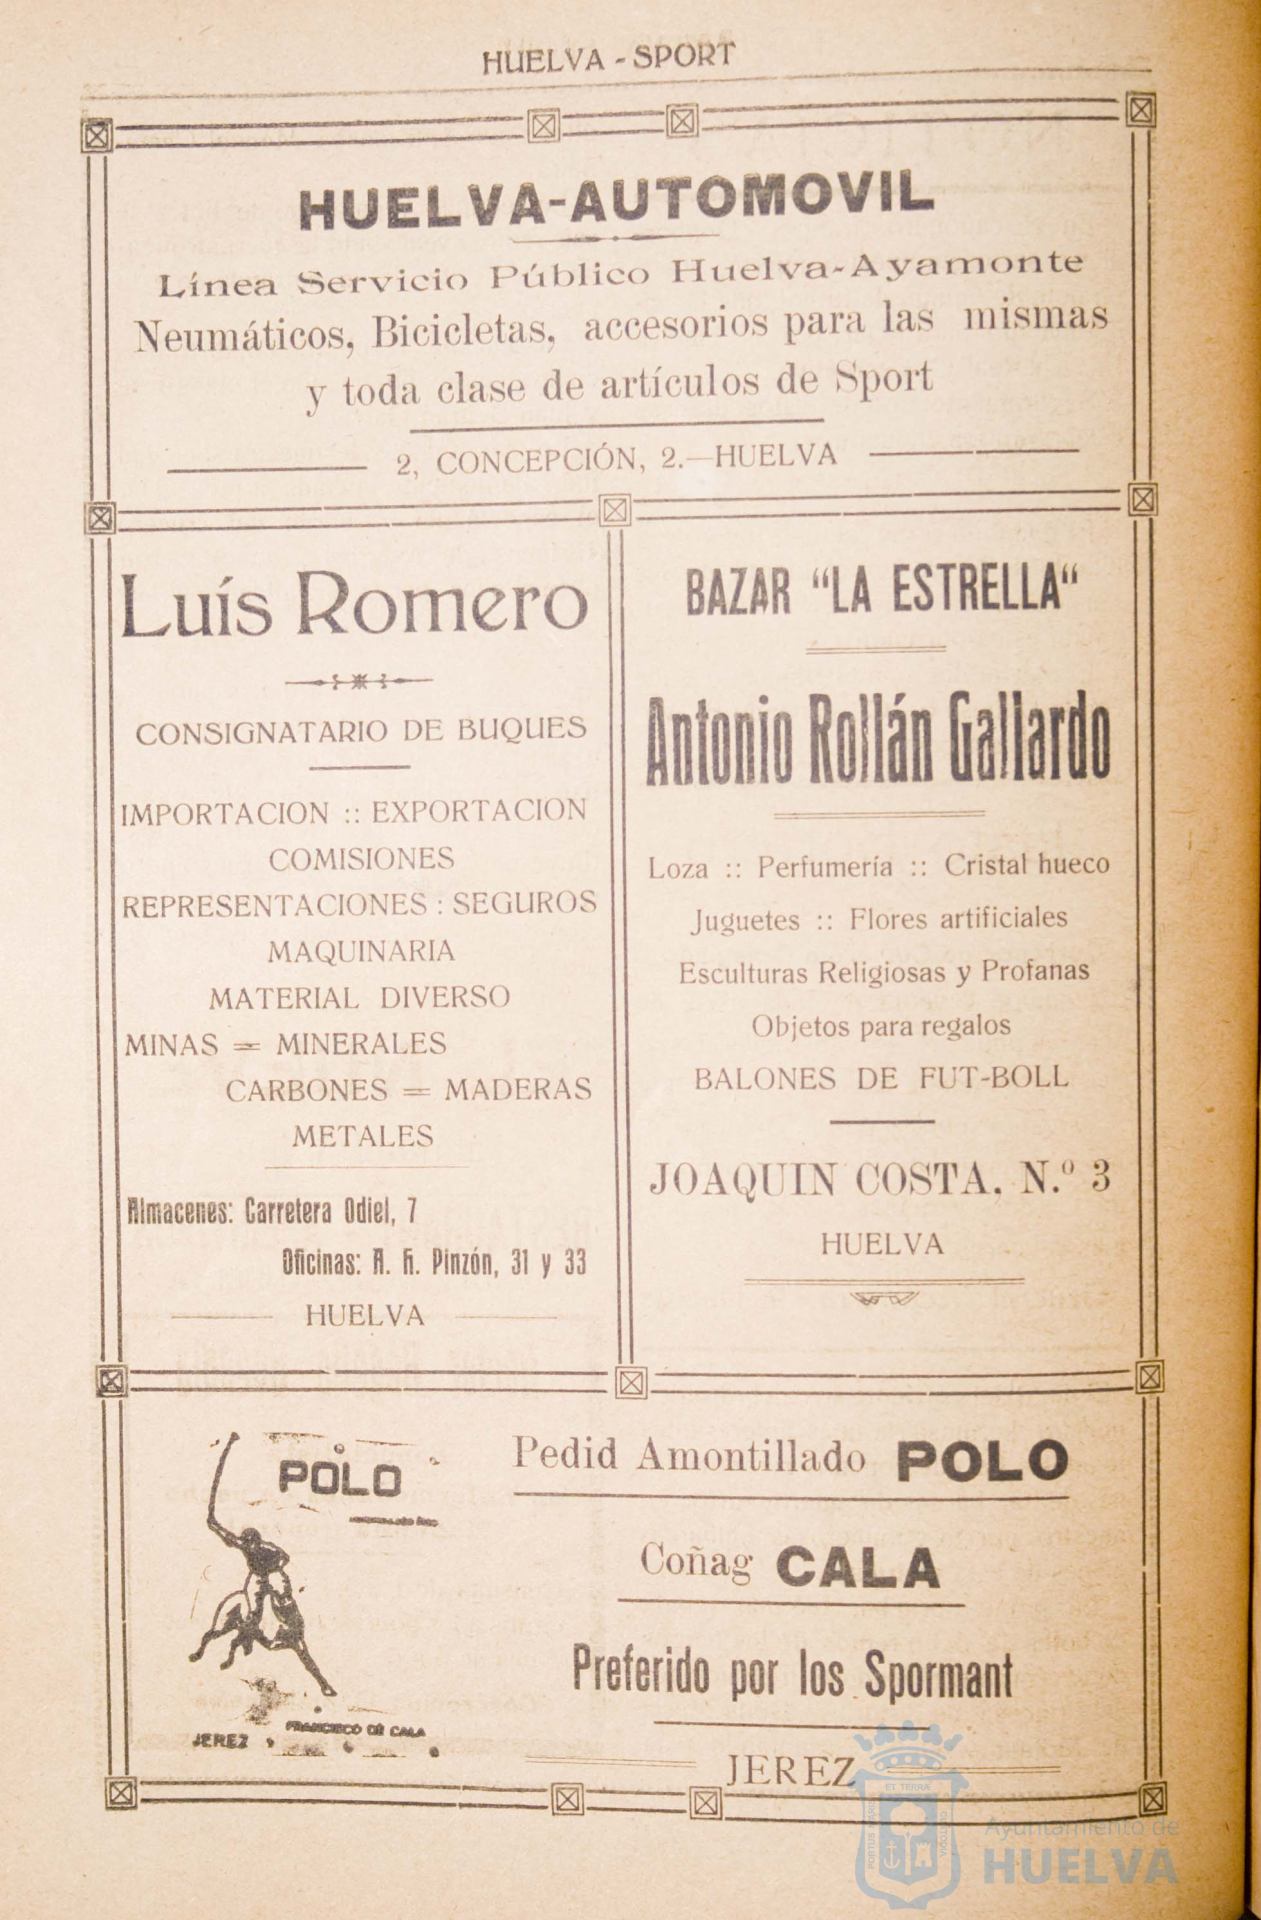 HUELVA - SPORT
HUELVA-AUTOMOVIL
Línea Servicio Público Huelva-Ayamonte
Neumáticos, Bicicletas, accesorios para las mismas
y toda clase de artículos de Sport
2, CONCEPCIÓN, 2.—HUELVA
Luís Romero
CONSIGNATARIO DE BUQUES
IMPORTACION :: EXPORTACION
COMISIONES
REPRESENTACIONES : SEGUROS
MAQUINARIA
MATERIAL DIVERSO
MINAS = MINERALES
CARBONES = MADERAS
METALES
Almacenes: Carretera Odiel, 7
Oficinas: A. H. Pinzón, 31 y 33
HUELVA
BAZAR “LA ESTRELLA“
Antonio Rollán Gallardo
Loza :: Perfumería :: Cristal hueco
Juguetes :: Flores artificiales
Esculturas Religiosas y Profanas
Objetos para regalos
BALONES DE FUT-BOLL
JOAQUIN COSTA, N.º 3
HUELVA
POLO
FRANCISCO DE CALA
JEREZ
Pedid Amontillado POLO
Coñag CALA
Preferido por los Spormant
JEREZ
PORTUS MARIS ET TERRÆ CUSTODIA
Ayuntamiento de
HUELVA